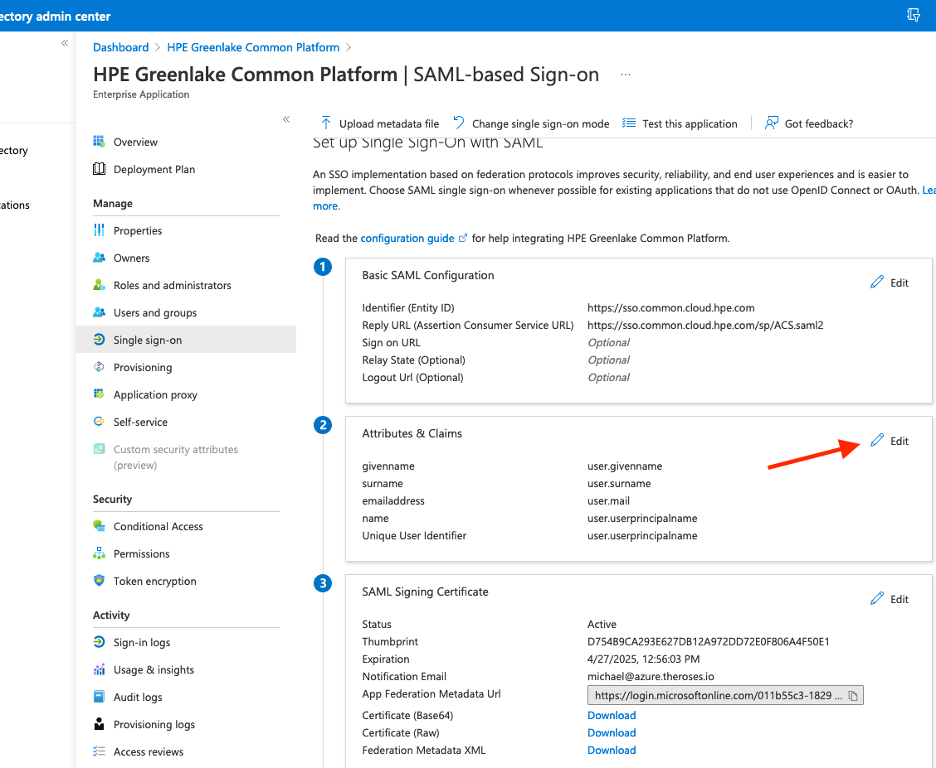 ectory admin center
Dashboard > HPE Greenlake Common Platform >
HPE Greenlake Common Platform | SAML-based Sign-on ...
Enterprise Application
ectory
ations
Overview
Deployment Plan
Manage
Properties
Owners
Roles and administrators
Users and groups
Single sign-on
Provisioning
Application proxy
Self-service
Custom security attributes
(preview)
Security
Conditional Access
Permissions
Token encryption
Activity
Sign-in logs
Usage & insights
Audit logs
Provisioning logs
Access reviews
Upload metadata file Change single sign-on mode Test this application Got feedback?
Set up Single Sign-On with SAML
An SSO implementation based on federation protocols improves security, reliability, and end user experiences and is easier to
implement. Choose SAML single sign-on whenever possible for existing applications that do not use OpenID Connect or OAuth. Lea
more.
Read the configuration guide for help integrating HPE Greenlake Common Platform.
1
Basic SAML Configuration
Edit
Identifier (Entity ID) https://sso.common.cloud.hpe.com
Reply URL (Assertion Consumer Service URL) https://sso.common.cloud.hpe.com/sp/ACS.saml2
Sign on URL Optional
Relay State (Optional) Optional
Logout Url (Optional) Optional
2
Attributes & Claims
Edit
givenname user.givenname
surname user.surname
emailaddress user.mail
name user.userprincipalname
Unique User Identifier user.userprincipalname
3
SAML Signing Certificate
Edit
Status Active
Thumbprint D754B9CA293E627DB12A972DD72E0F806A4F50E1
Expiration 4/27/2025, 12:56:03 PM
Notification Email michael@azure.theroses.io
App Federation Metadata Url https://login.microsoftonline.com/011b55c3-1829 ...
Certificate (Base64) Download
Certificate (Raw) Download
Federation Metadata XML Download